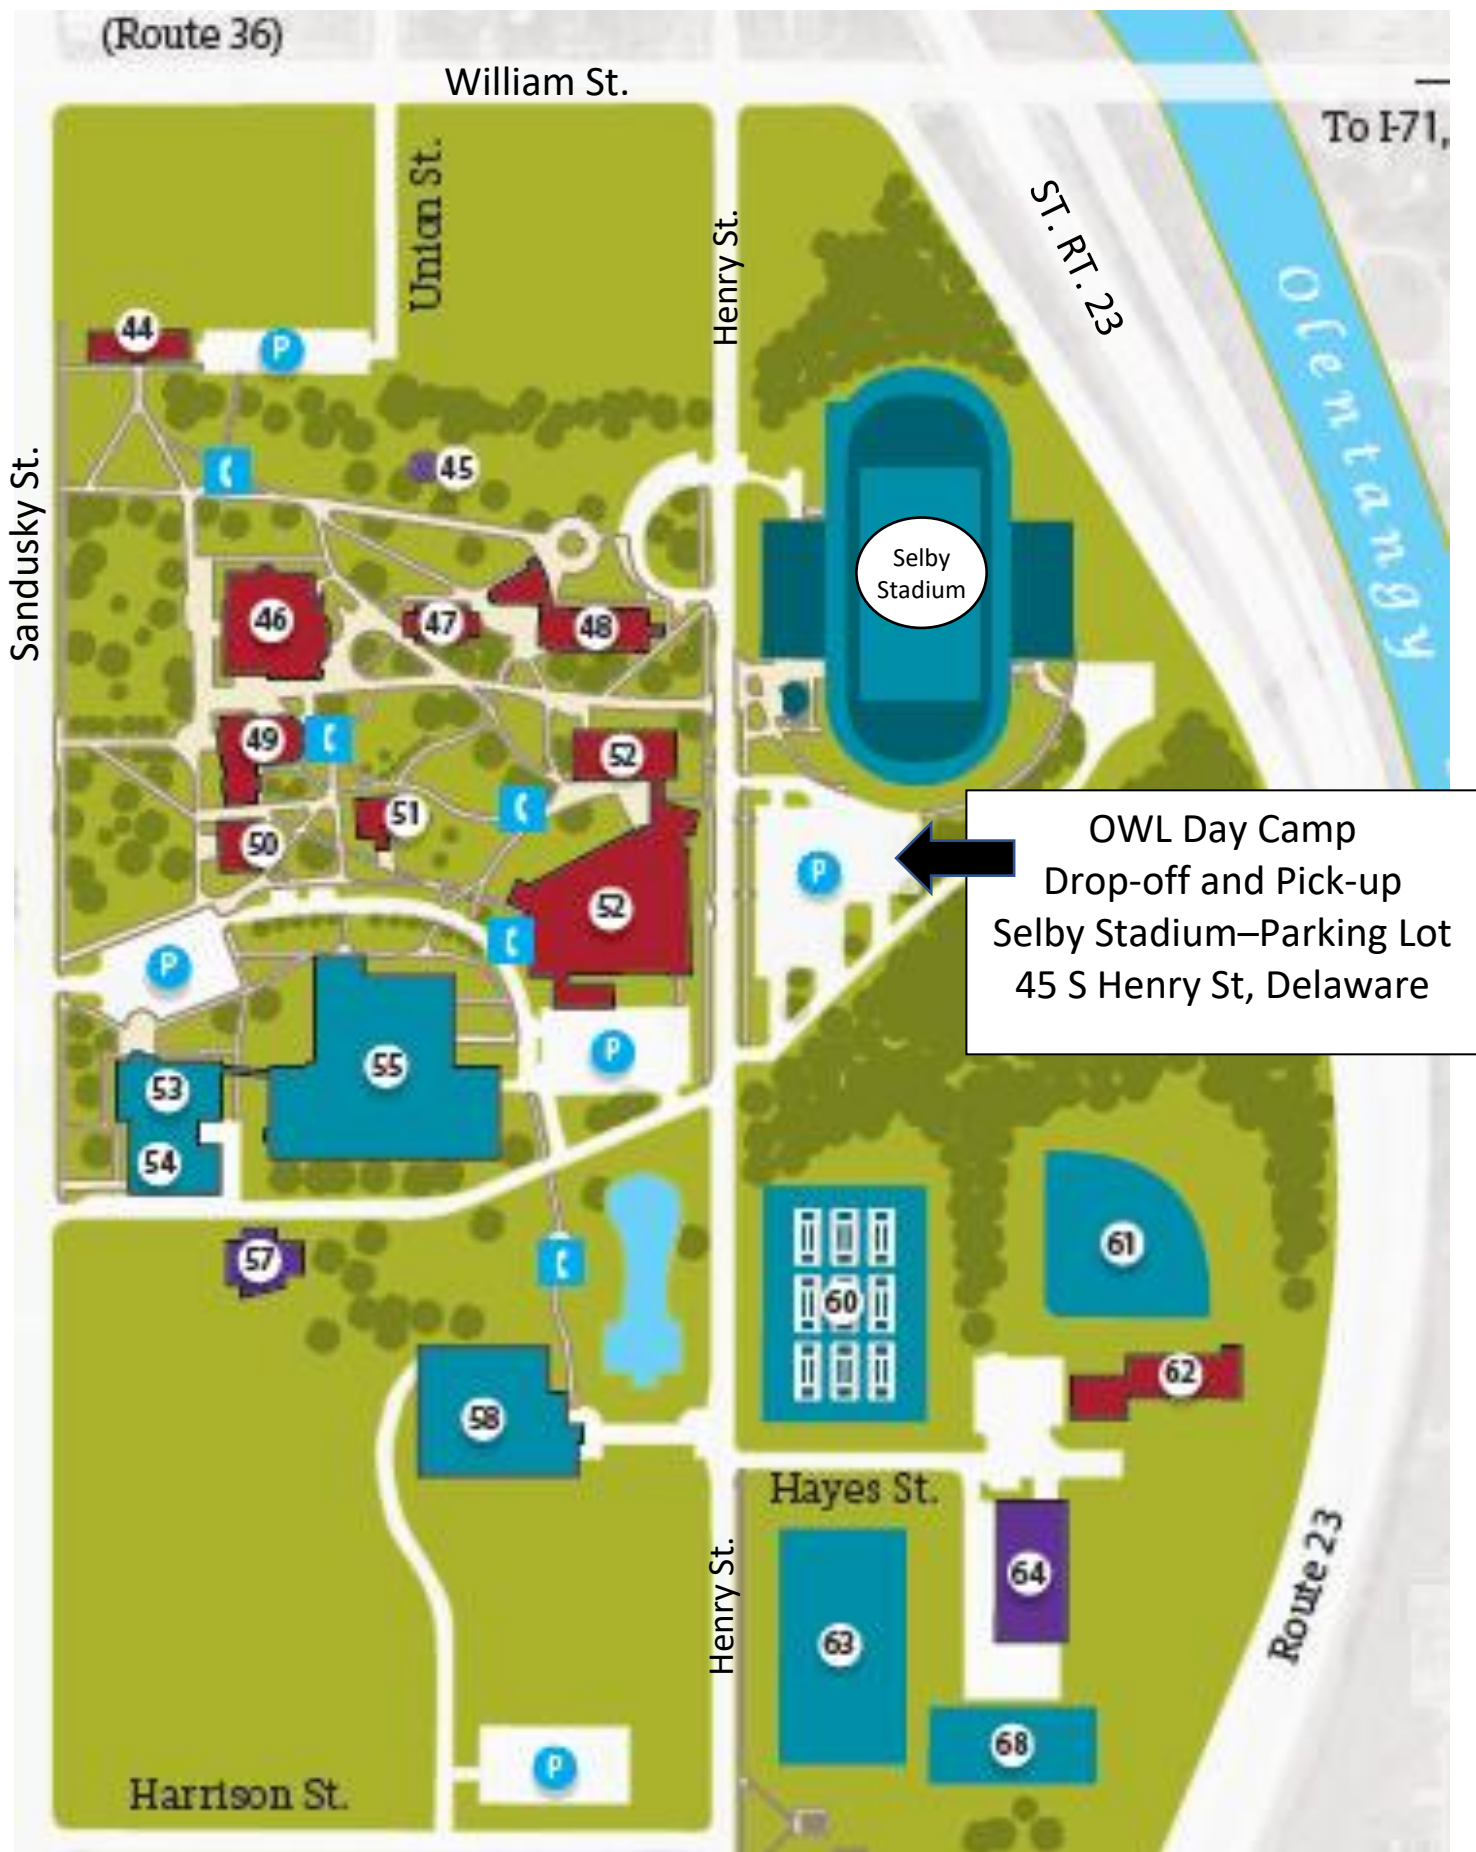 (Route 36)
William St.
To I-71,
Union St.
Henry St.
ST. RT. 23
Olentangy
44
P
Sandusky St.
45
Selby
Stadium
46
47
48
49
52
51
50
P
OWL Day Camp
Drop-off and Pick-up
Selby Stadium–Parking Lot
45 S Henry St, Delaware
52
P
P
55
53
54
57
61
60
62
58
Hayes St.
Henry St.
Route 23
64
63
68
P
Harrison St.